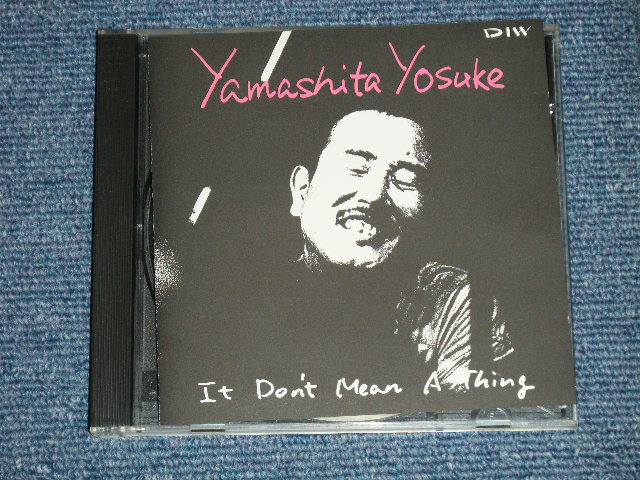 DIW
Yamashita Yosuke
It Don't Mean A Thing